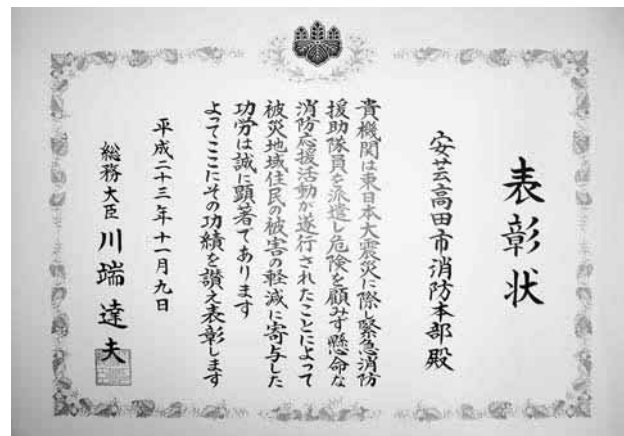 表彰状
安芸高田市消防本部殿
貴機関は東日本大震災に際し緊急消防
援助隊員を派遣し危険を顧みず懸命な
消防応援活動が遂行されたことによって
被災地域住民の被害の軽減に寄与した
功労は誠に顕著であります
よってここにその功績を讃え表彰します
平成二十三年十一月九日
総務大臣 川端達夫